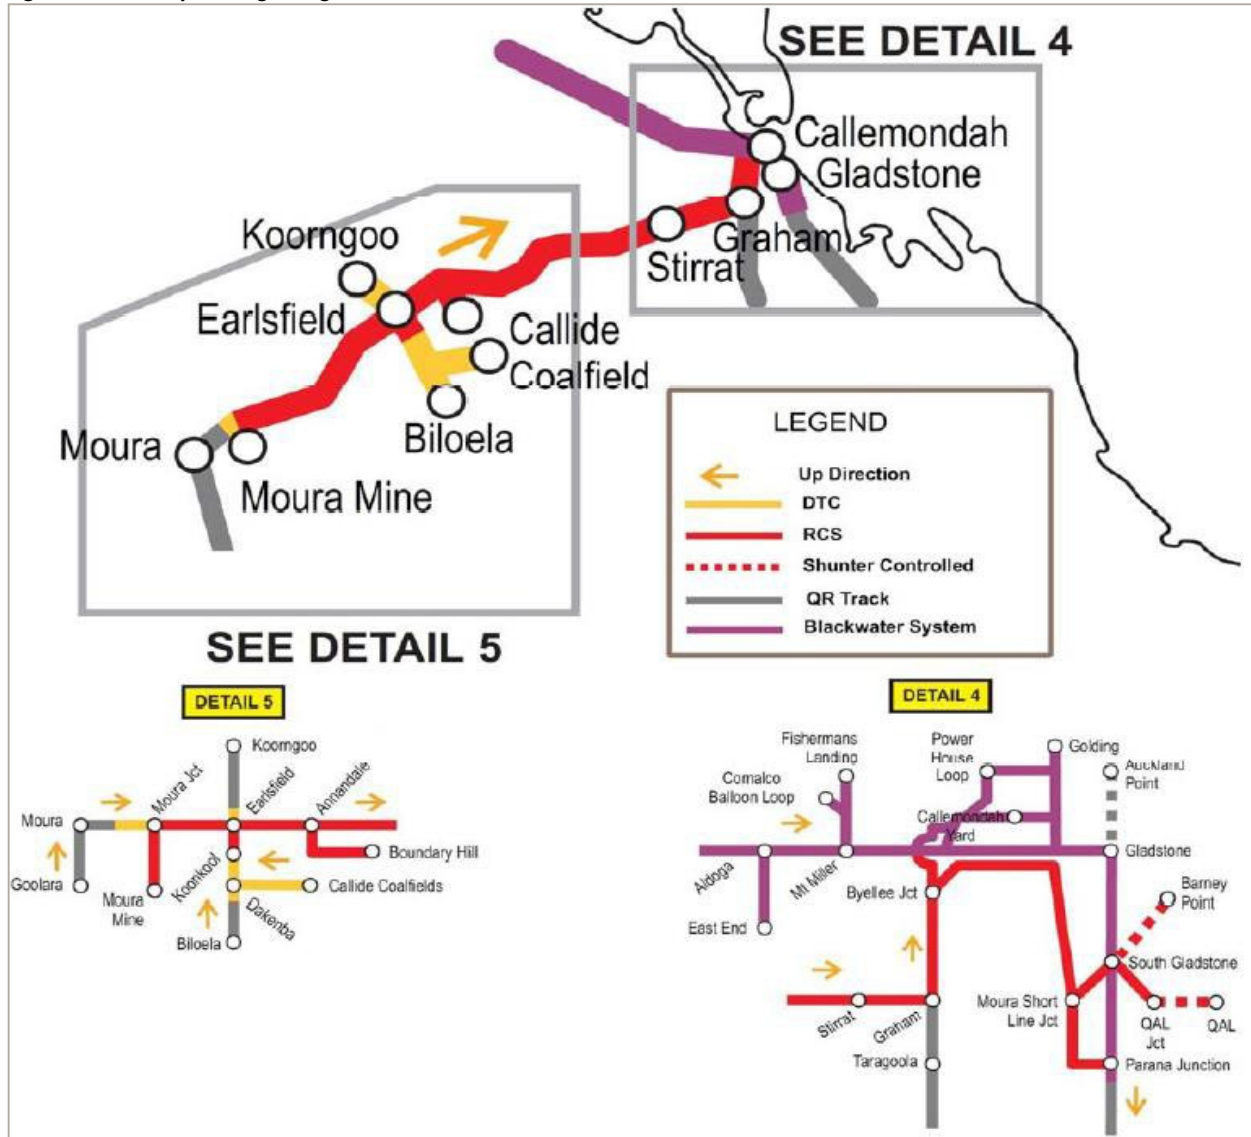 SEE DETAIL 4
Callemondah
Gladstone
Koorngoo
Graham
Stirrat
Earlsfield
Callide
Coalfield
Biloela
Moura
Moura Mine
LEGEND
Up Direction
DTC
RCS
Shunter Controlled
QR Track
Blackwater System
SEE DETAIL 5
DETAIL 5
Koorngoo
Moura Jct
Earlsfield
Annandale
Moura
Boundary Hill
Koonkool
Goolara
Moura
Mine
Callide Coalfields
Dakenba
Biloela
DETAIL 4
Fishermans
Landing
Power
House
Loop
Golding
Auckland
Point
Comalco
Balloon Loop
Callemondah
Yard
Gladstone
Aldoga
Mt Miller
Byellee Jct
Barney
Point
East End
South Gladstone
Stirrat
Graham
Moura Short
Line Jct
QAL
Jct
QAL
Taragoola
Parana Junction